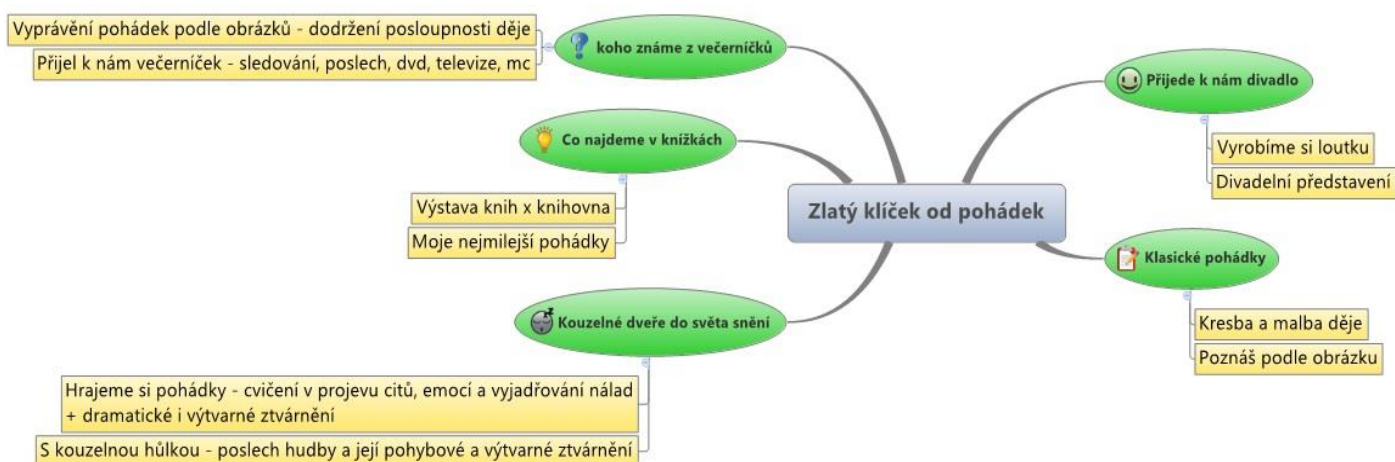 Vyprávění pohádek podle obrázků - dodržení posloupnosti děje
Přijel k nám večerníček - sledování, poslech, dvd, televize, mc
koho známe z večerníčků
Co najdeme v knížkách
Výstava knih x knihovna
Moje nejmilejší pohádky
Kouzelné dveře do světa snění
Hrajeme si pohádky - cvičení v projevu citů, emocí a vyjadřování nálad
+ dramatické i výtvarné ztvárnění
S kouzelnou hůlkou - poslech hudby a její pohybové a výtvarné ztvárnění
Zlatý klíček od pohádek
Přijede k nám divadlo
Vyrobíme si loutku
Divadelní představení
Klasické pohádky
Kresba a malba děje
Poznáš podle obrázku